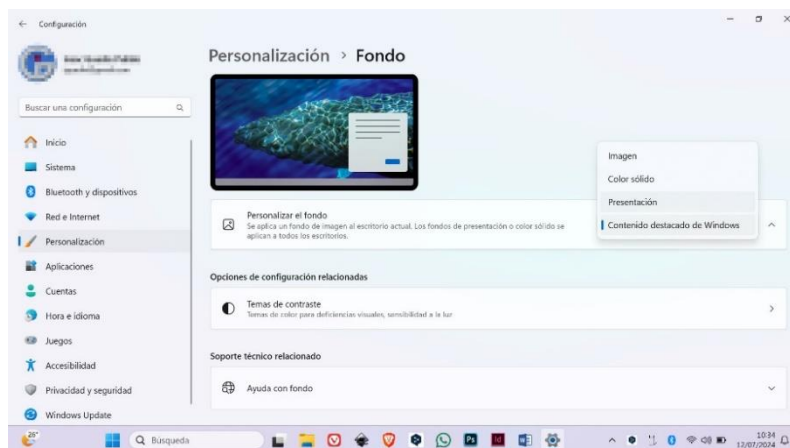 Configuración
Personalización > Fondo
Buscar una configuración
Inicio
Sistema
Bluetooth y dispositivos
Red e Internet
Personalización
Aplicaciones
Cuentas
Hora e idioma
Juegos
Accesibilidad
Privacidad y seguridad
Windows Update
Imagen
Color sólido
Presentación
Contenido destacado de Windows
Personalizar el fondo
Se aplica un fondo de imagen al escritorio actual. Los fondos de presentación o color sólido se
aplican a todos los escritorios.
Opciones de configuración relacionadas
Temas de contraste
Temas de color para deficiencias visuales, sensibilidad a la luz
Soporte técnico relacionado
Ayuda con fondo
26°
Búsqueda
Ps
Id
10:34
12/07/2024